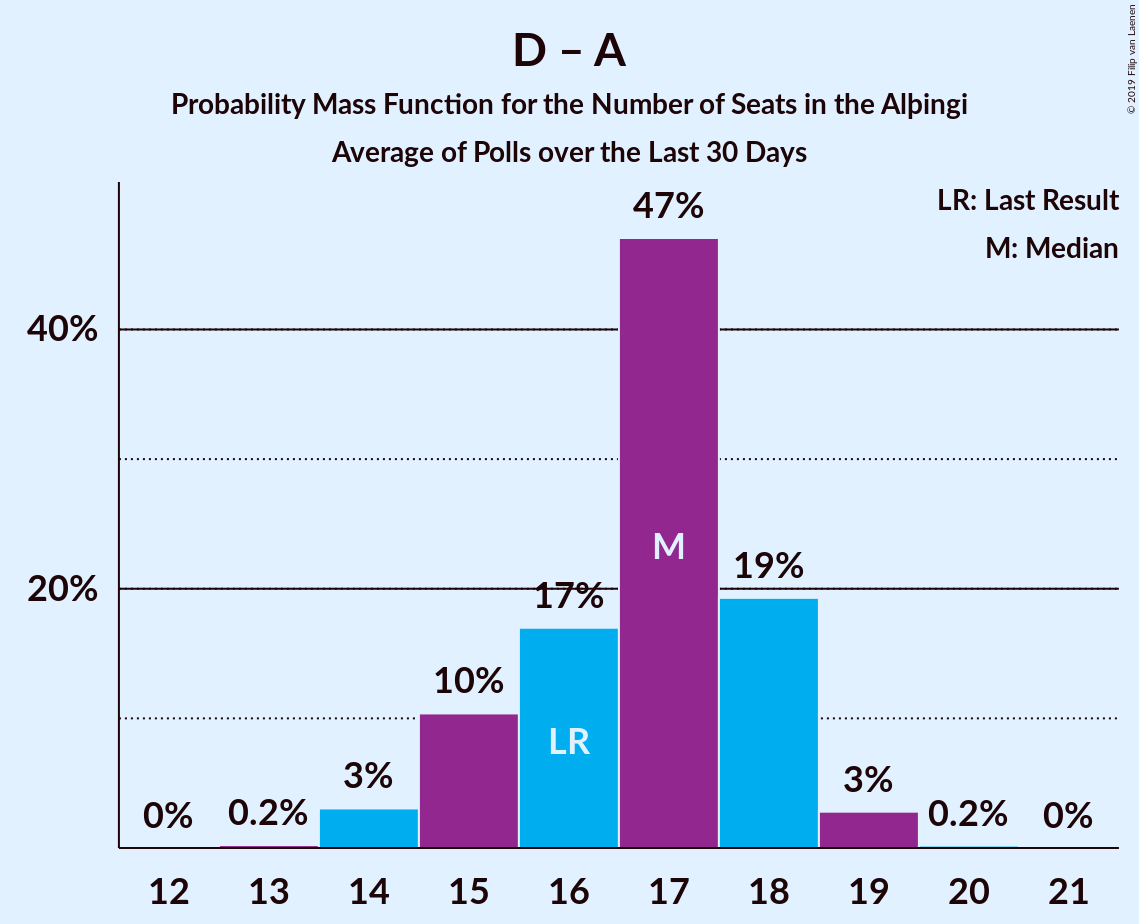 D – A
Probability Mass Function for the Number of Seats in the Alþingi
Average of Polls over the Last 30 Days
© 2019 Filip van Laenen
LR: Last Result
M: Median
47%
40%
M
19%
20%
17%
10%
LR
3%
3%
0%
0.2%
0.2%
0%
12 13 14 15 16 17 18 19 20 21